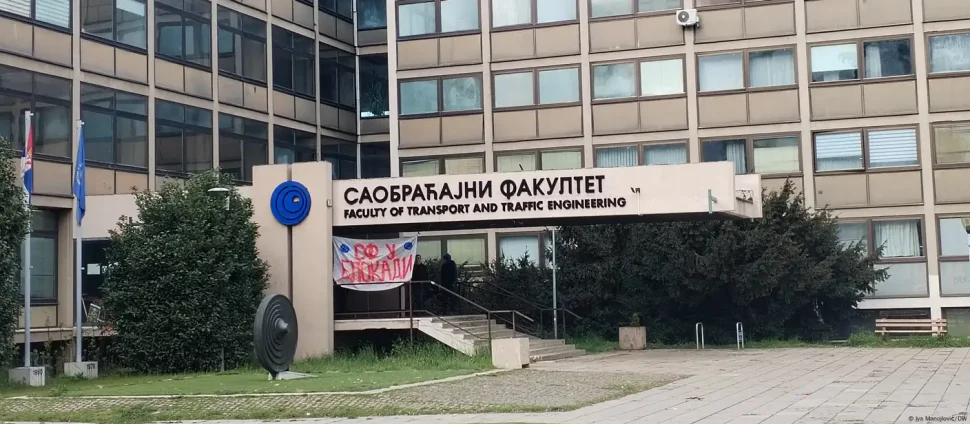 САОБРАЋАЈНИ ФАКУЛТЕТ
FACULTY OF TRANSPORT AND TRAFFIC ENGINEERING
СФ У
БЛОКАДИ
© Iva Manojlović/DW